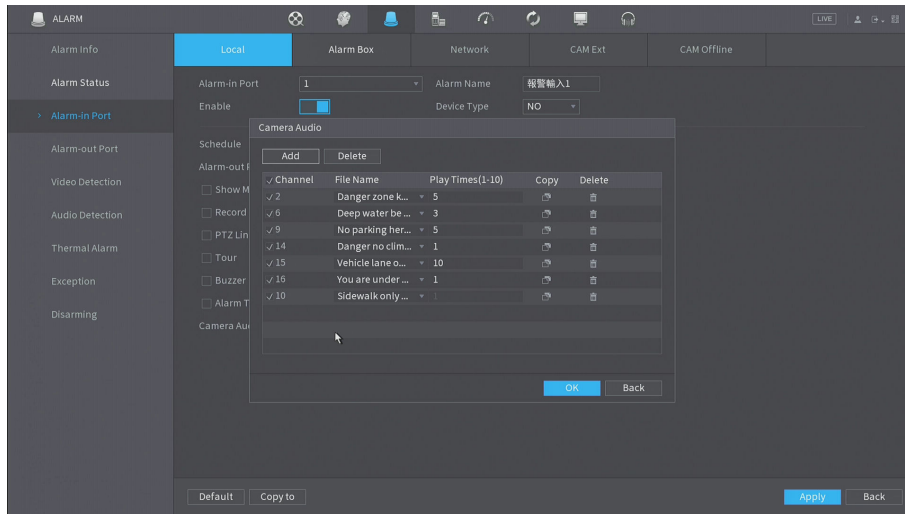 ALARM
LIVE
Alarm Info
Local
Alarm Box
Network
CAM Ext
CAM Offline
Alarm Status
Alarm-in Port
1
Alarm Name
報警輸入1
Enable
Device Type
NO
Alarm-in Port
Camera Audio
Alarm-out Port
Schedule
Add
Delete
Alarm-out P
Channel
File Name
Play Times(1-10)
Copy
Delete
Video Detection
Show M
2
Danger zone k...
5
Audio Detection
Record
6
Deep water be ...
3
PTZ Lin
9
No parking her...
5
Thermal Alarm
14
Danger no clim...
1
Tour
15
Vehicle lane o...
10
Exception
Buzzer
16
You are under ...
1
Alarm T
10
Sidewalk only ...
1
Disarming
Camera Au
OK
Back
Default
Copy to
Apply
Back